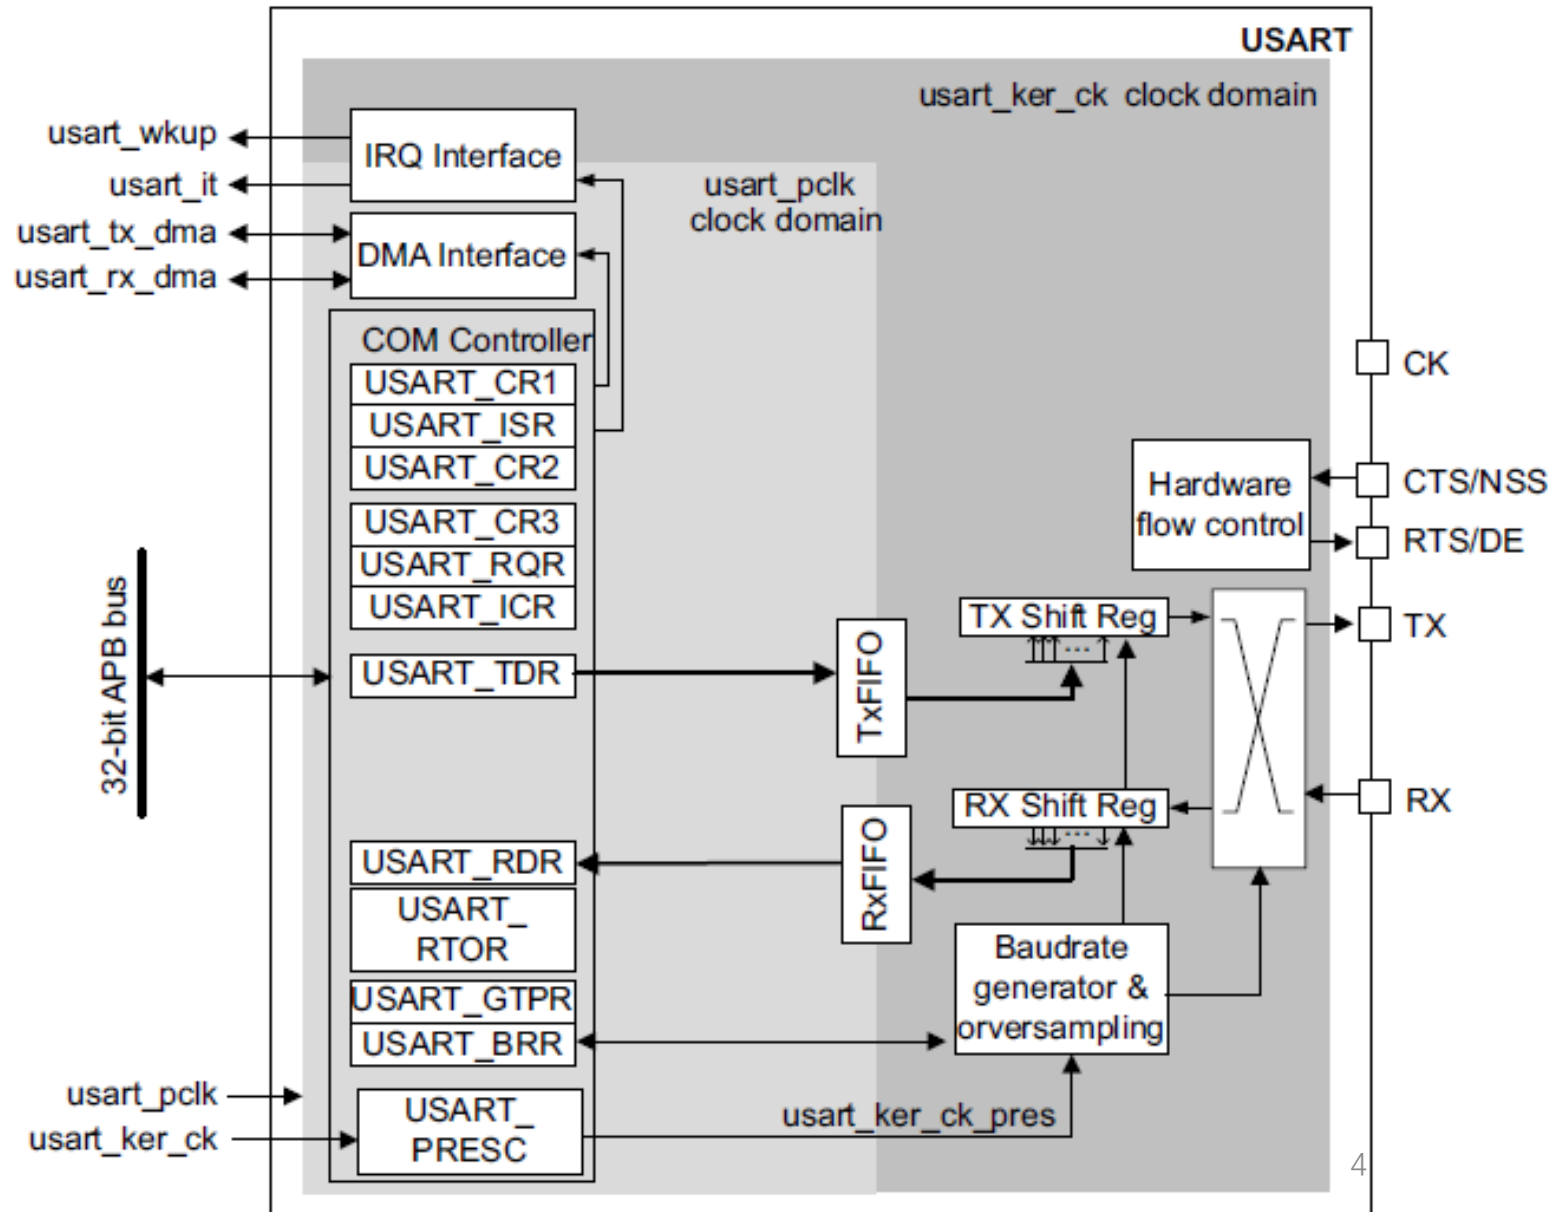 USART
usart_ker_ck clock domain
usart_wkup
IRQ Interface
usart_it
usart_pclk
clock domain
usart_tx_dma
DMA Interface
usart_rx_dma
COM Controller
USART_CR1
USART_ISR
USART_CR2
USART_CR3
USART_RQR
USART_ICR
32-bit APB bus
USART_TDR
TxFIFO
TX Shift Reg
...
Hardware
flow control
CK
CTS/NSS
RTS/DE
TX
RX
RX Shift Reg
...
RxFIFO
USART_RDR
USART_
RTOR
USART_GTPR
USART_BRR
Baudrate
generator &
orversampling
usart_pclk
usart_ker_ck
USART_
PRESC
usart_ker_ck_pres
4